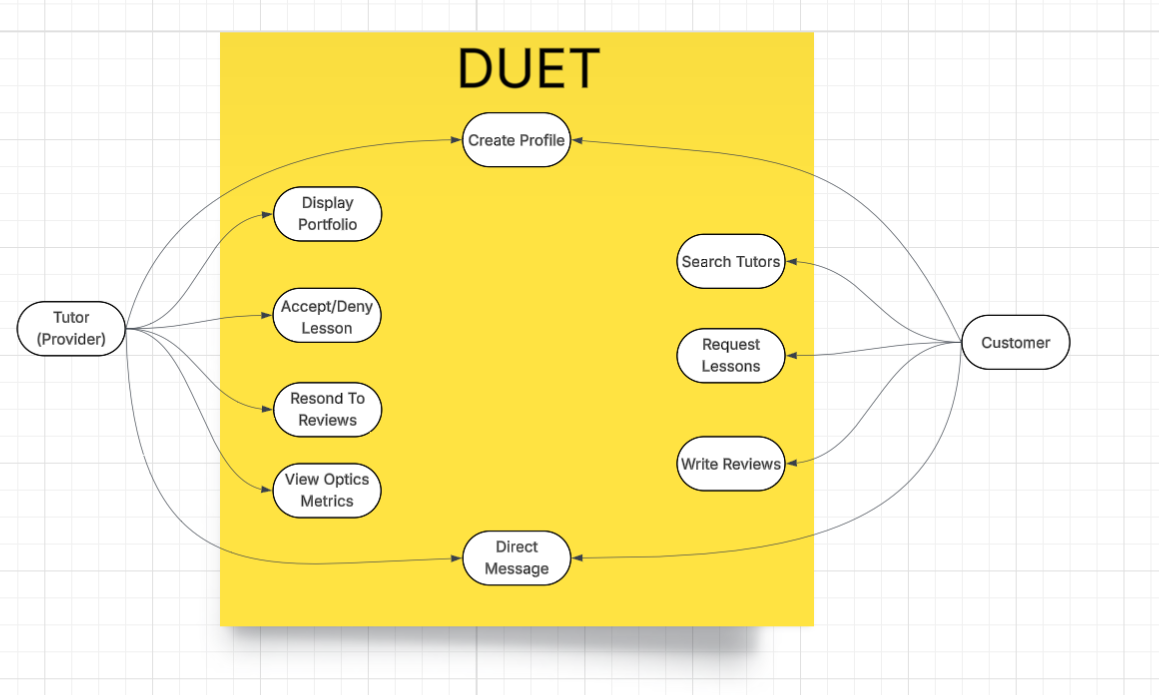 DUET
Create Profile
Display
Portfolio
Search Tutors
Accept/Deny
Lesson
Tutor
(Provider)
Customer
Request
Lessons
Resond To
Reviews
Write Reviews
View Optics
Metrics
Direct
Message